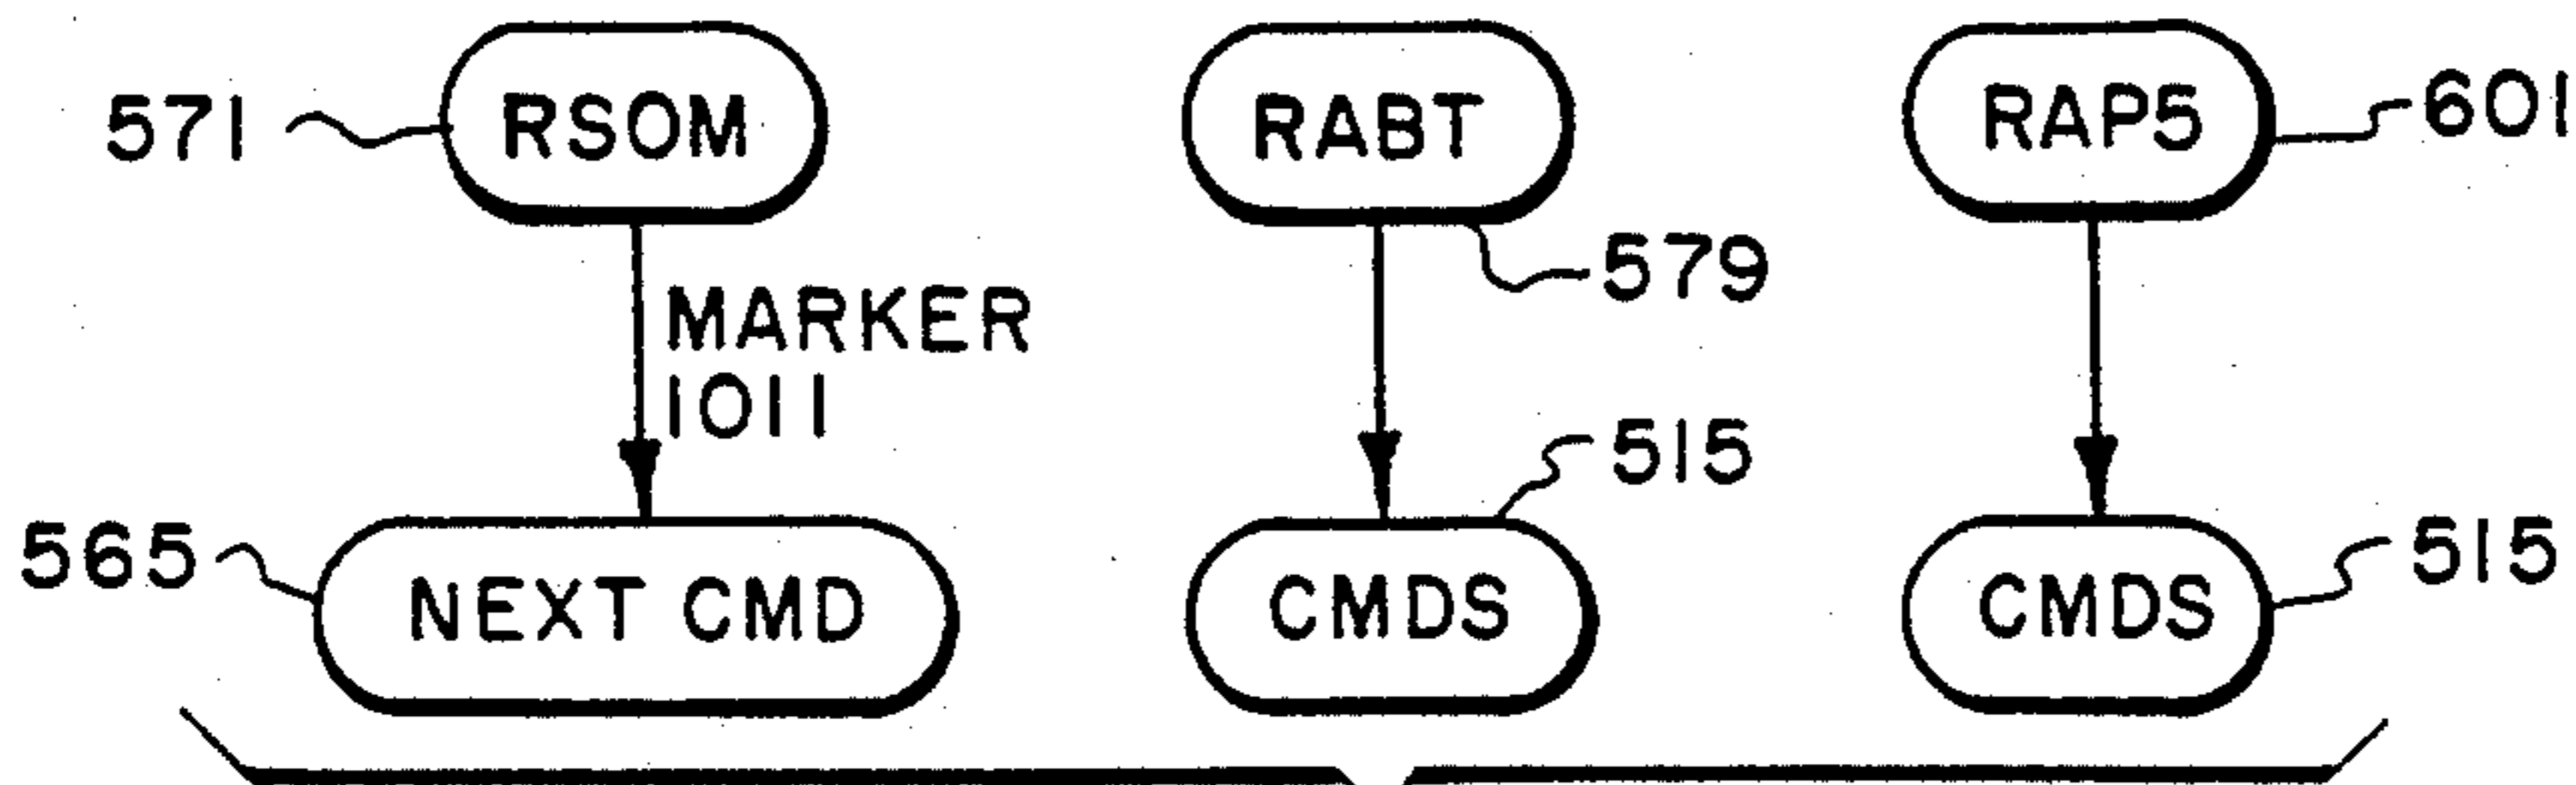 571 RSOM RABT RAP5 601
579
MARKER
1011
515
565 NEXT CMD CMDS CMDS 515